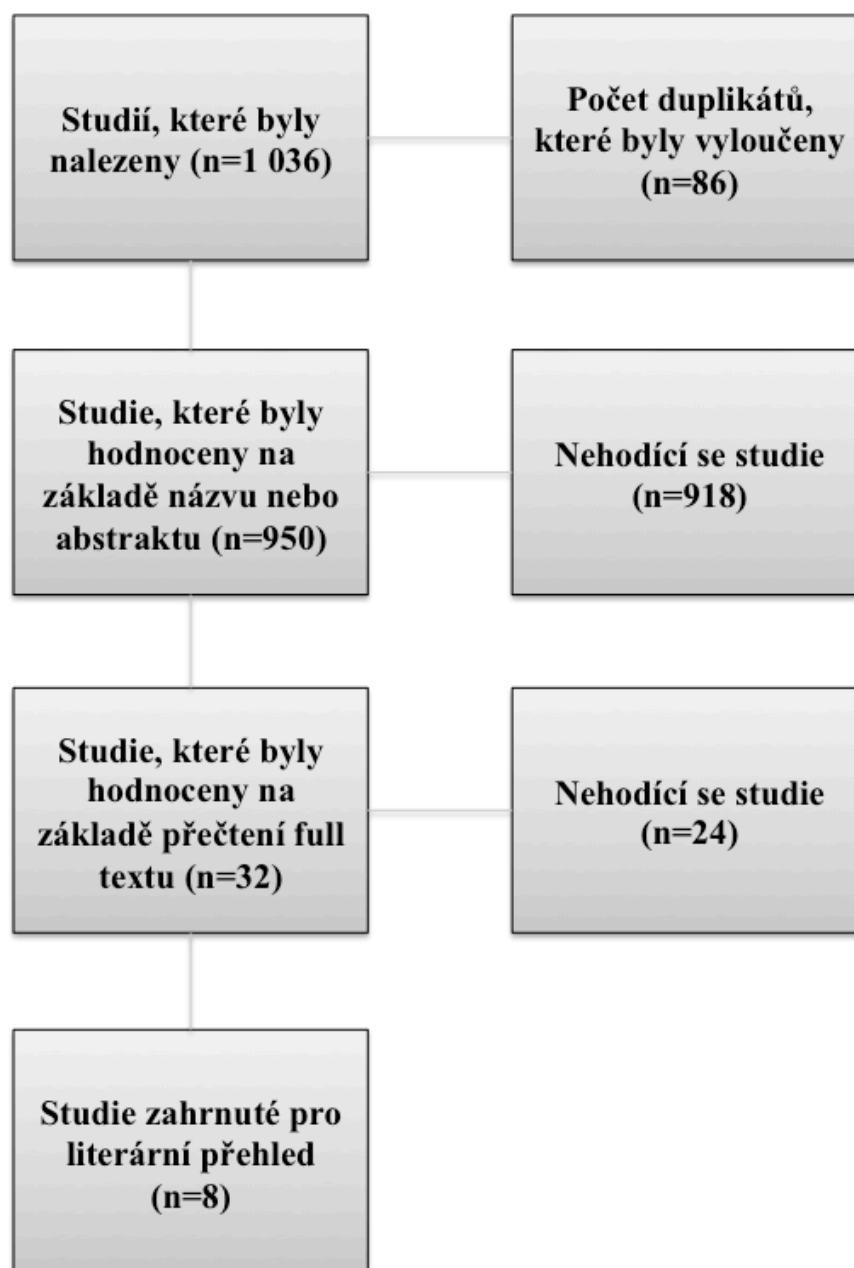 Studií, které byly
nalezeny (n=1 036)
Počet duplikátů,
které byly vyloučeny
(n=86)
Studie, které byly
hodnoceny na
základě názvu nebo
abstraktu (n=950)
Nehodící se studie
(n=918)
Studie, které byly
hodnoceny na
základě přečtení full
textu (n=32)
Nehodící se studie
(n=24)
Studie zahrnuté pro
literární přehled
(n=8)